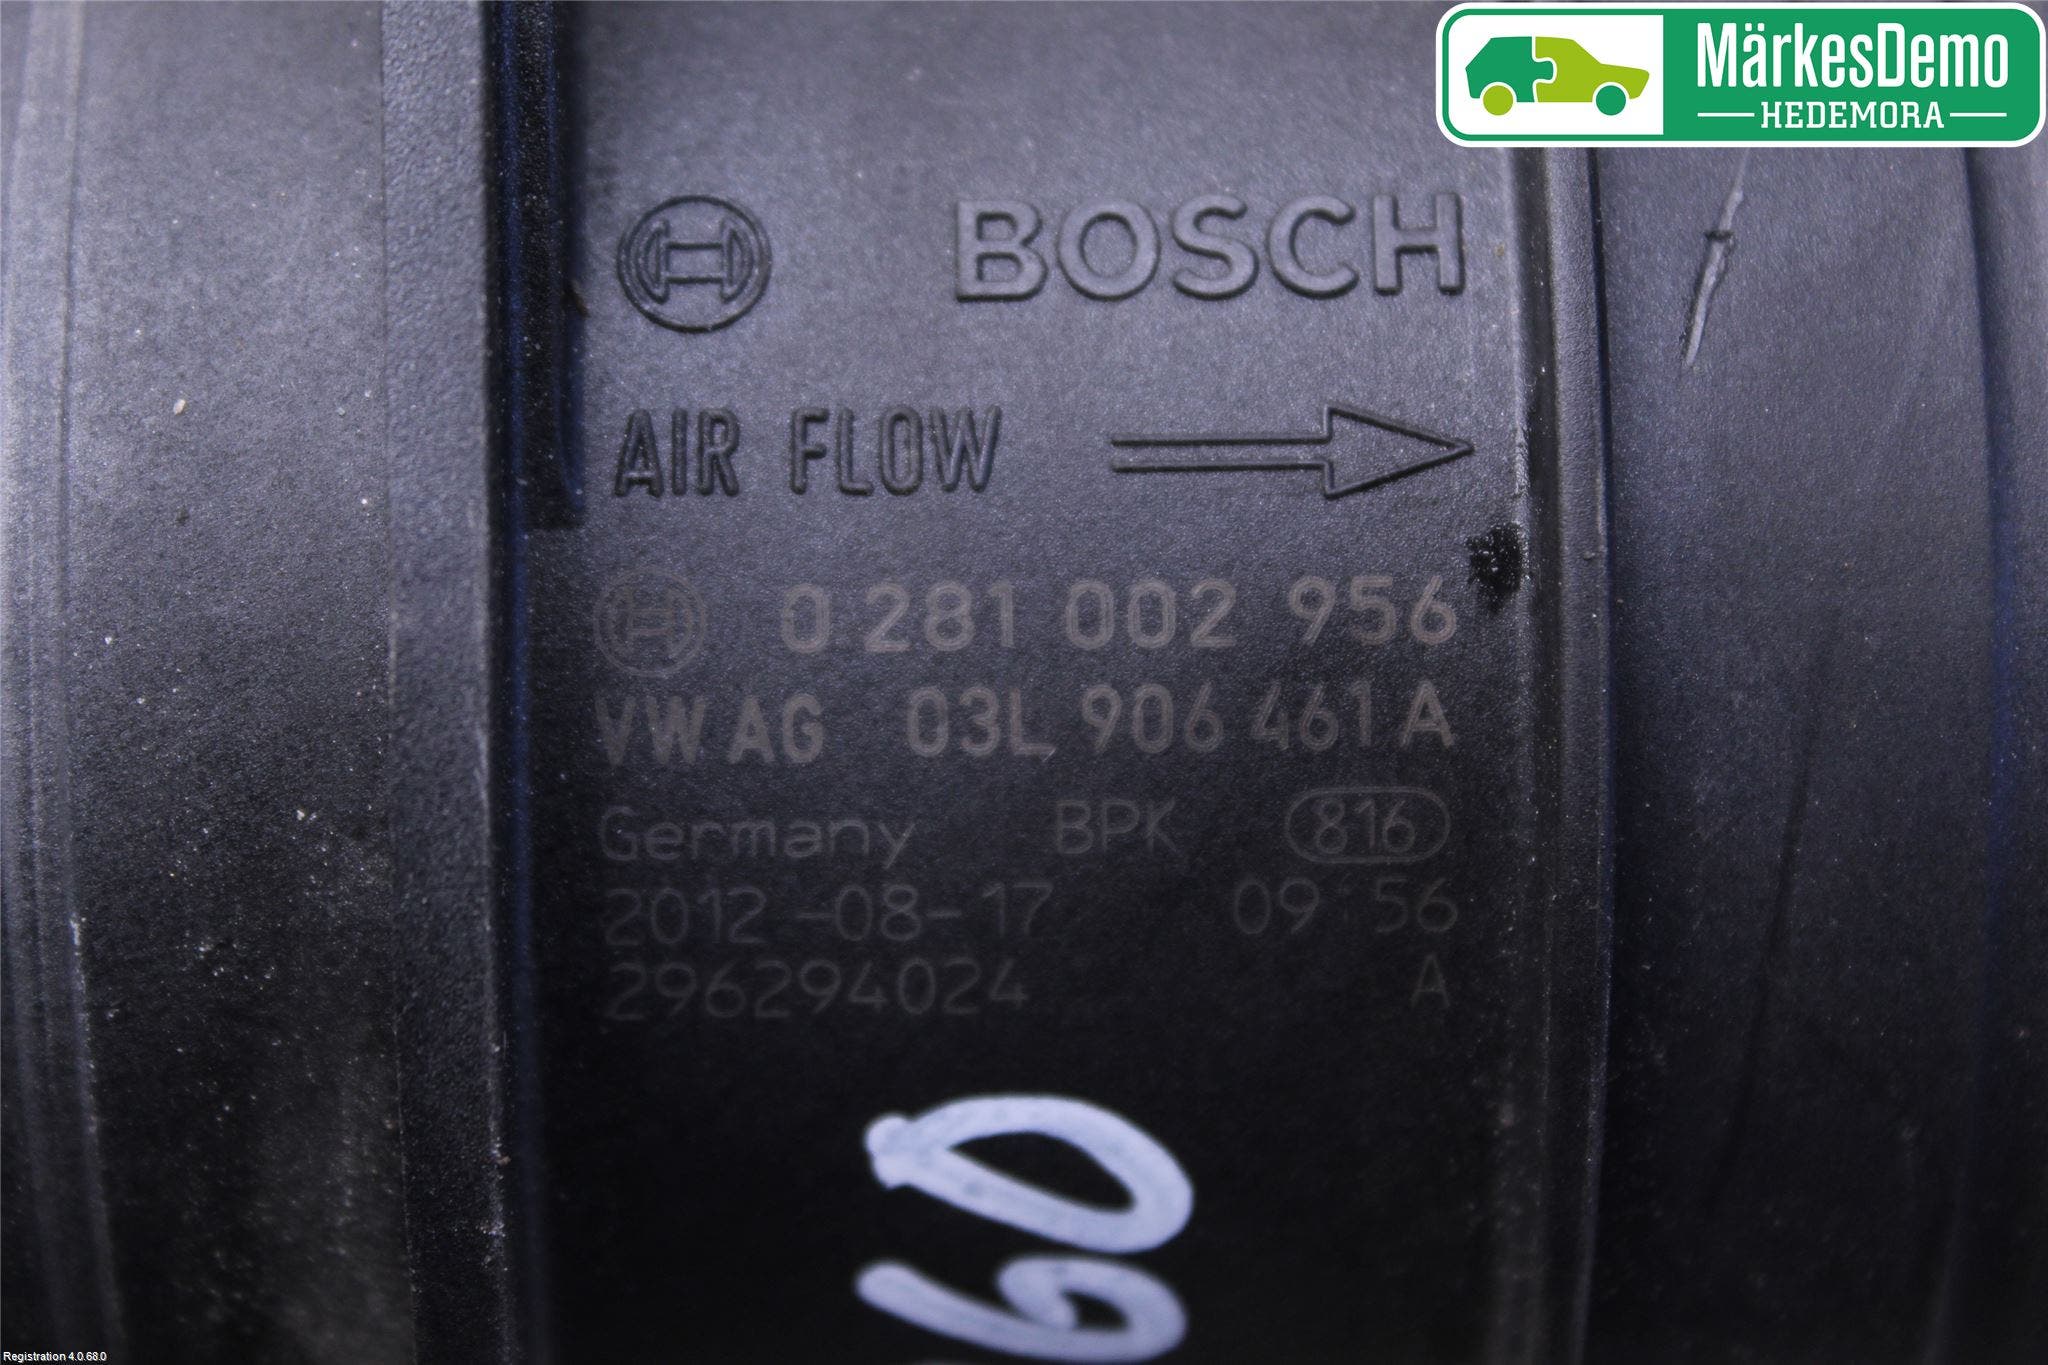 MärkesDemo
HEDEMORA
BOSCH
AIR FLOW
0 281 002 956
VW AG 03L 906 461 A
Germany BPK 816
2012-08-17 09:56
296294024 A
60
Registration 4.0.68.0